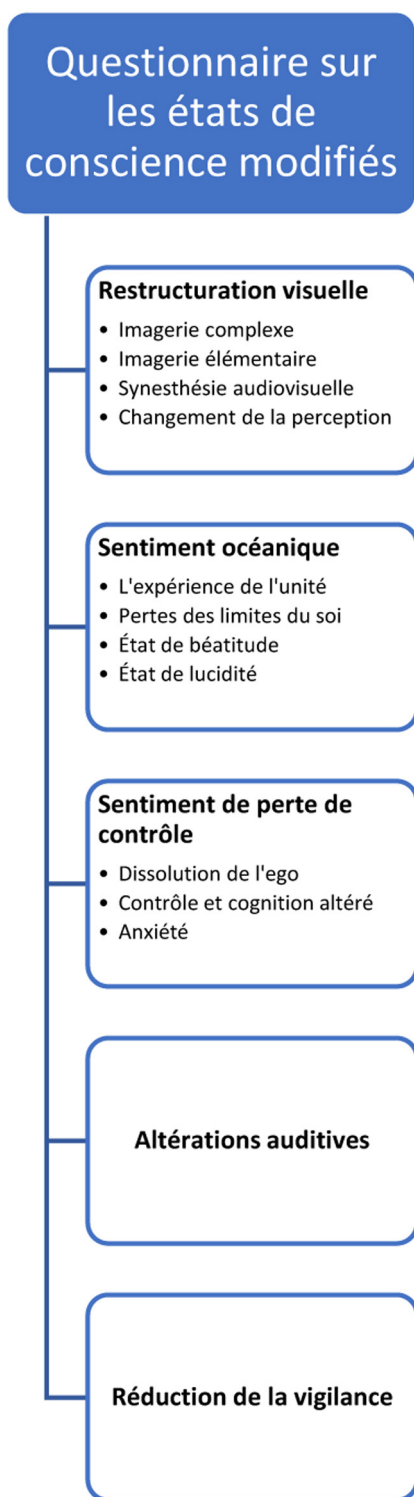 Questionnaire sur
les états de
conscience modifiés
Restructuration visuelle
• Imagerie complexe
• Imagerie élémentaire
• Synesthésie audiovisuelle
• Changement de la perception
Sentiment océanique
• L'expérience de l'unité
• Pertes des limites du soi
• État de béatitude
• État de lucidité
Sentiment de perte de
contrôle
• Dissolution de l'ego
• Contrôle et cognition altéré
• Anxiété
Altérations auditives
Réduction de la vigilance